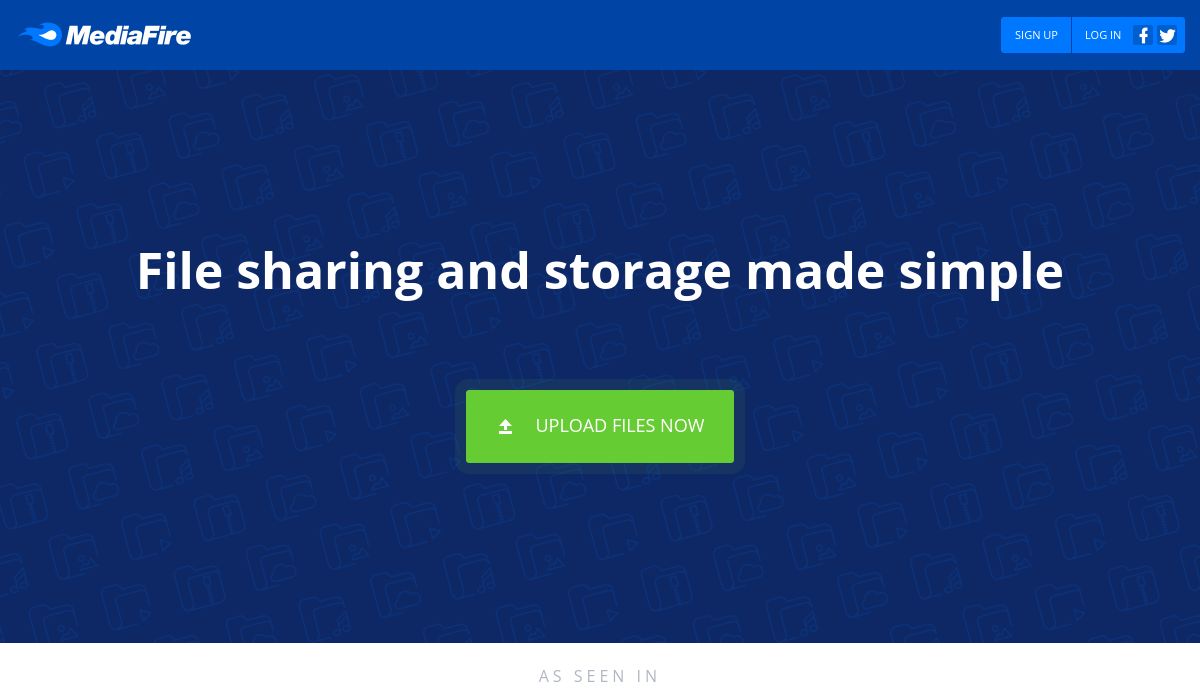 MediaFire
SIGN UP
LOG IN
File sharing and storage made simple
UPLOAD FILES NOW
AS SEEN IN